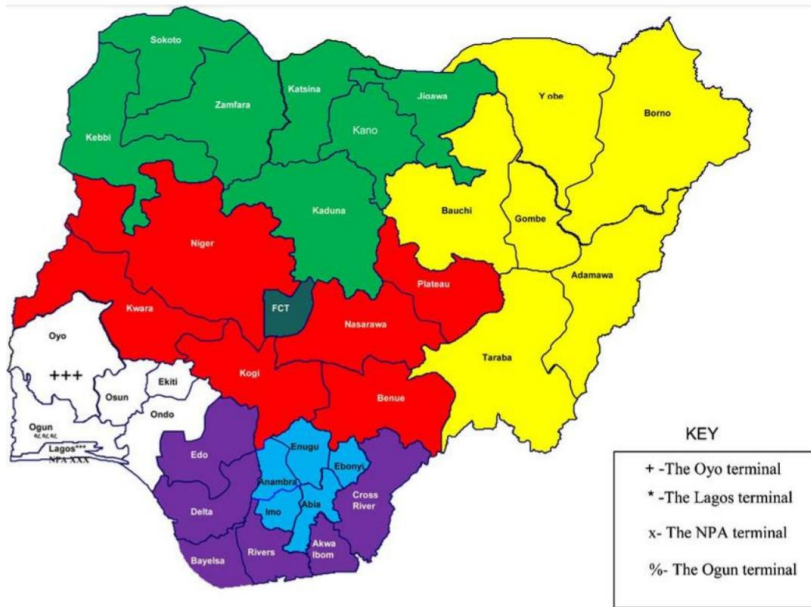 Sokoto
Katsina
Jigawa
Yobe
Zamfara
Borno
Kano
Kebbi
Kaduna
Bauchi
Gombe
Niger
Adamawa
Plateau
FCT
Kwara
Nasarawa
Oyo
Taraba
+++
Kogi
Ekiti
Osun
Benue
Ondo
Ogun
%%%
Enugu
Lagos***
Edo
Ebonyi
NPA XXX
Anambra
Cross
River
Abia
Imo
Delta
Akwa
Ibom
Rivers
Bayelsa
KEY
+ -The Oyo terminal
* -The Lagos terminal
x- The NPA terminal
%- The Ogun terminal